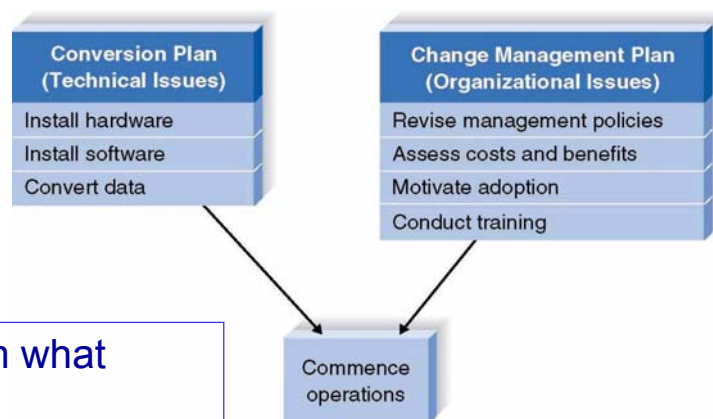 Conversion Plan
(Technical Issues)
Install hardware
Install software
Convert data
Change Management Plan
(Organizational Issues)
Revise management policies
Assess costs and benefits
Motivate adoption
Conduct training
what
Commence
operations